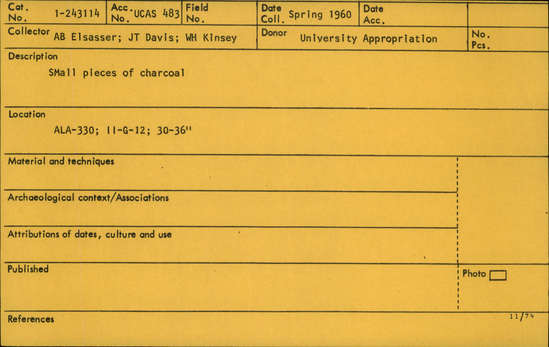 Cat. No. 1-243114 Acc. No. UCAS 483 Field No. Date Coll. Spring 1960 Date Acc.
Collector AB Elsasser; JT Davis; WH Kinsey Donor University Appropriation No. Pcs.
Description
SMall pieces of charcoal
Location
ALA-330; II-G-12; 30-36"
Material and techniques
Archaeological context/Associations
Attributions of dates, culture and use
Published
Photo
References
11/74